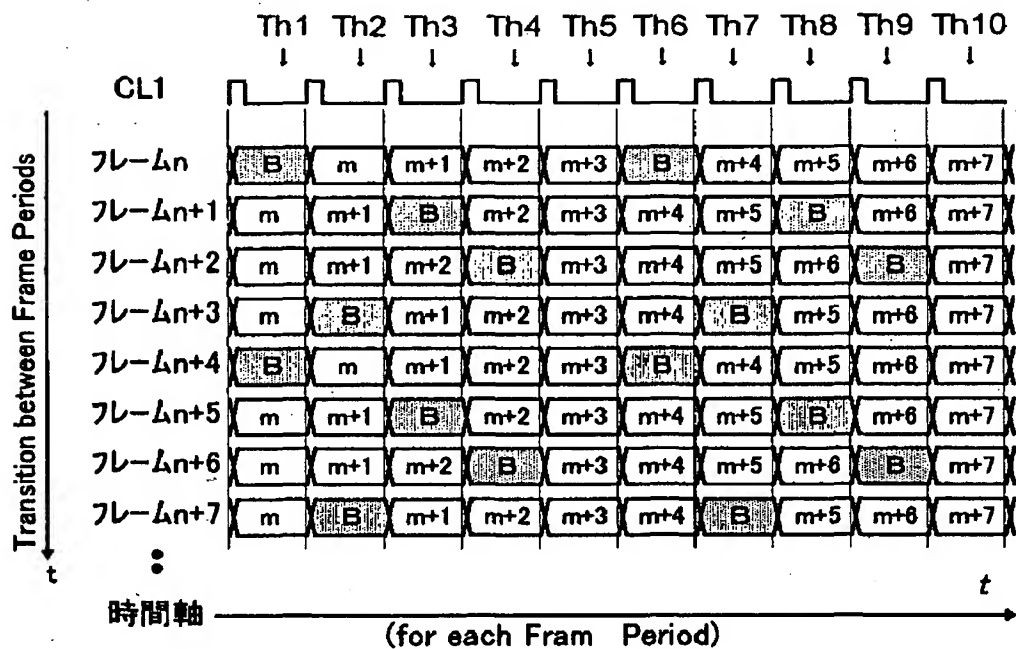 Th1 Th2 Th3 Th4 Th5 Th6 Th7 Th8 Th9 Th10
CL1
Transition between Frame Periods
フレームn B m m+1 m+2 m+3 B m+4 m+5 m+6 m+7
フレームn+1 m m+1 B m+2 m+3 m+4 m+5 B m+6 m+7
フレームn+2 m m+1 m+2 B m+3 m+4 m+5 m+6 B m+7
フレームn+3 m B m+1 m+2 m+3 m+4 B m+5 m+6 m+7
フレームn+4 B m m+1 m+2 m+3 B m+4 m+5 m+6 m+7
フレームn+5 m m+1 B m+2 m+3 m+4 m+5 B m+6 m+7
フレームn+6 m m+1 m+2 B m+3 m+4 m+5 m+6 B m+7
フレームn+7 m B m+1 m+2 m+3 m+4 B m+5 m+6 m+7
t
t
時間軸
(for each Fram Period)